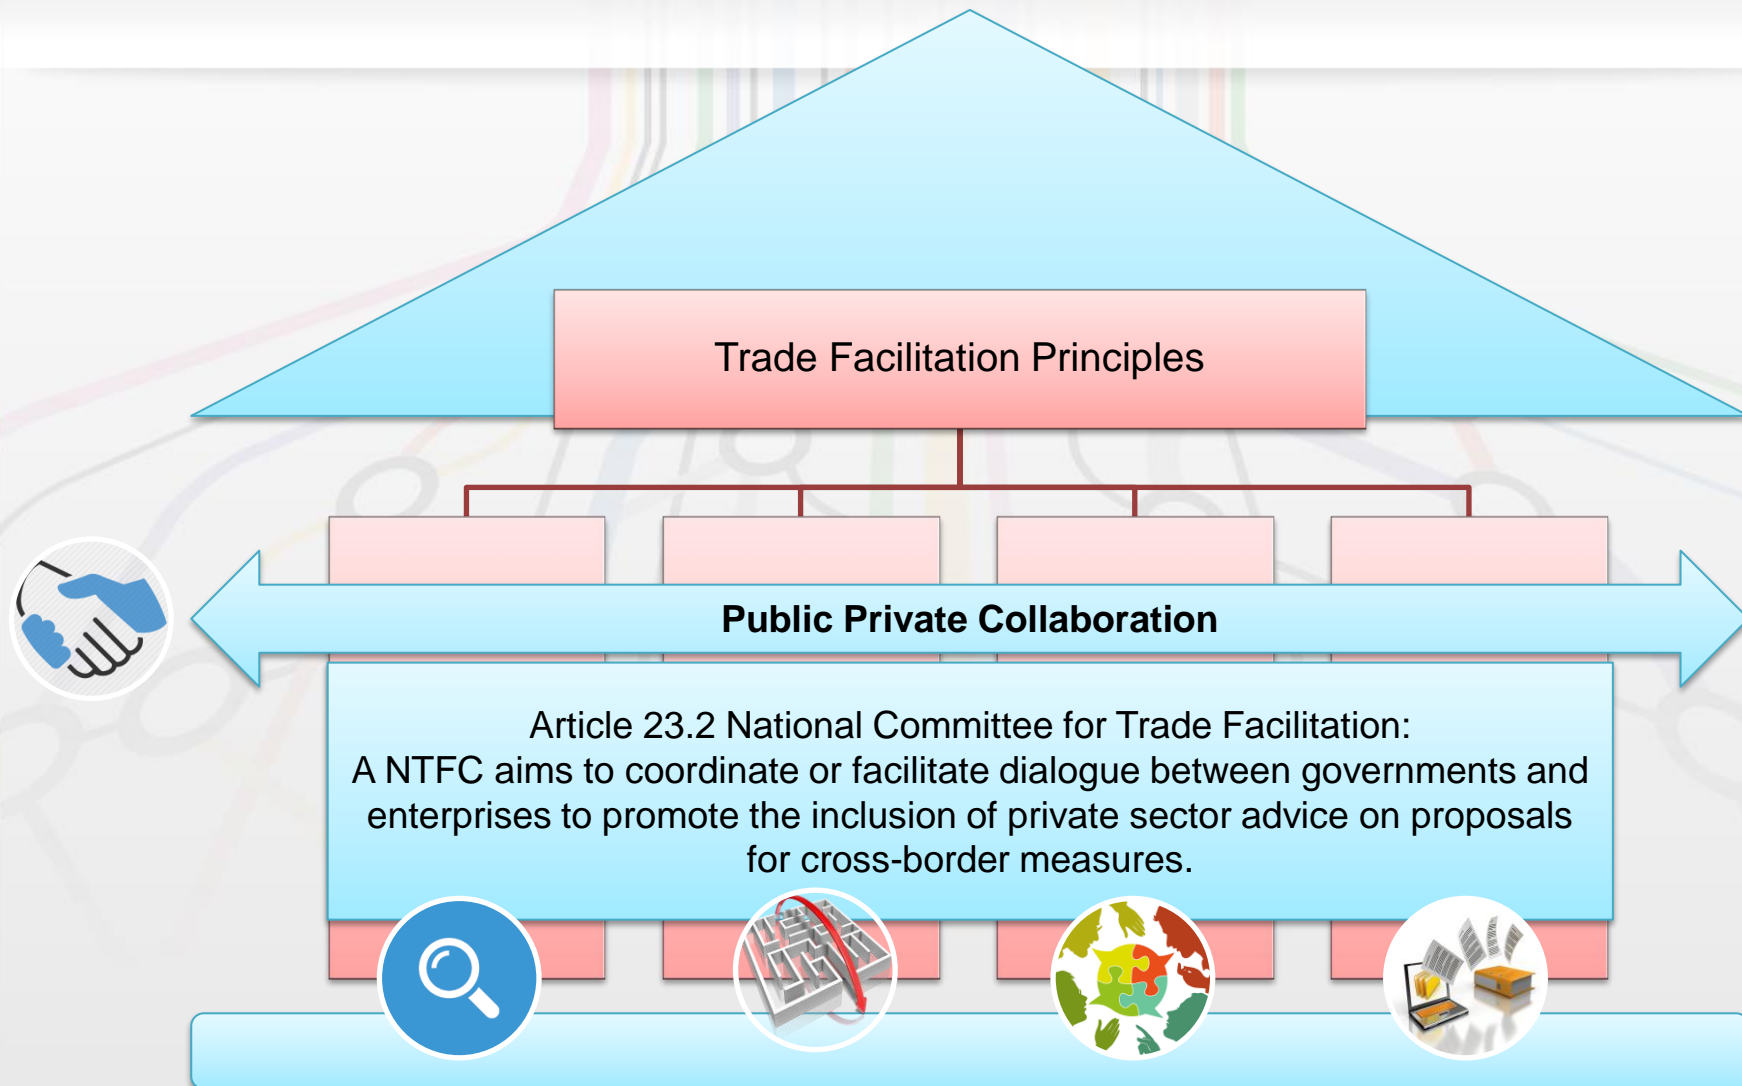 Trade Facilitation Principles
Public Private Collaboration
Article 23.2 National Committee for Trade Facilitation:
A NTFC aims to coordinate or facilitate dialogue between governments and
enterprises to promote the inclusion of private sector advice on proposals
for cross-border measures.